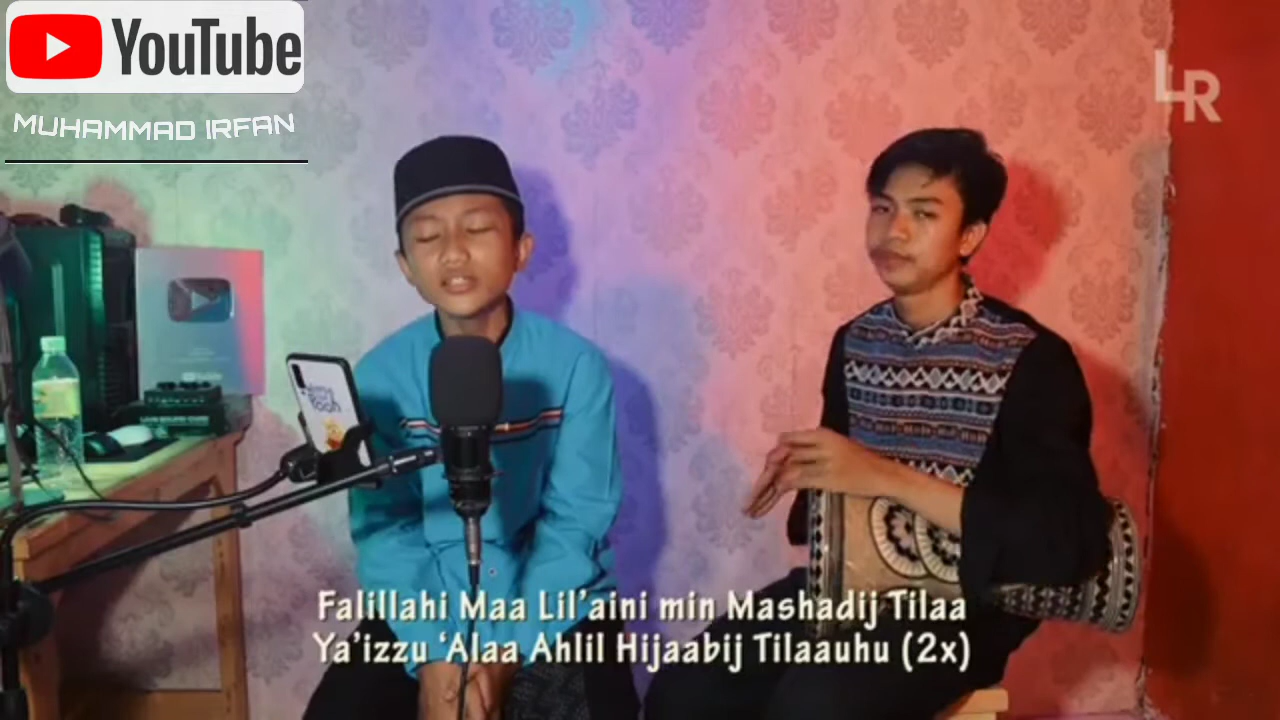 YouTube
MUHAMMAD IRFAN
LR
Falillahi Maa Lil’aini min Mashadij Tilaa
Ya’izzu ‘Alaa Ahlil Hijaabij Tilaauhu (2x)